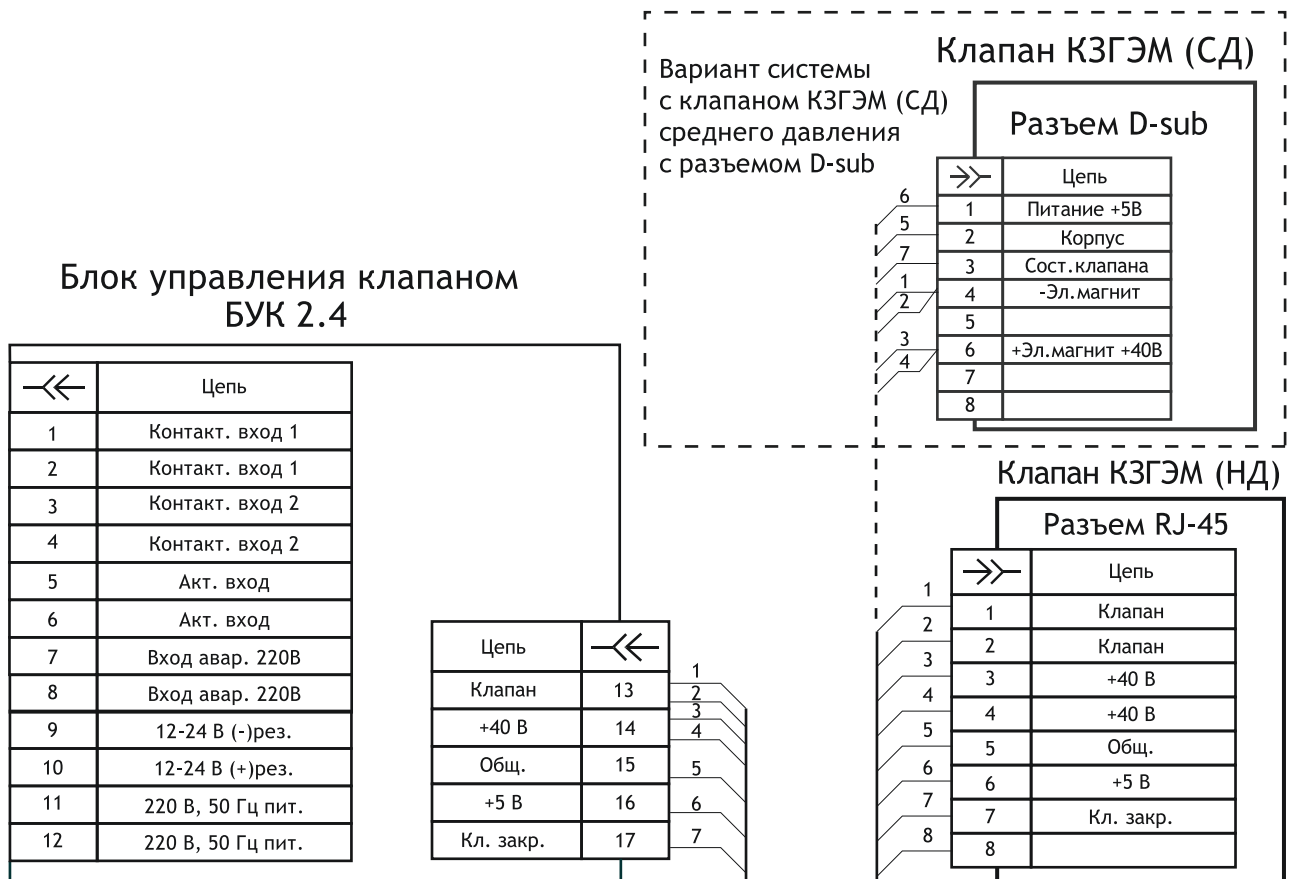 Вариант системы
с клапаном КЗГЭМ (СД)
среднего давления
с разъемом D-sub
Клапан КЗГЭМ (СД)
Разъем D-sub
Цепь
6
1 Питание +5В
5
2 Корпус
7
3 Сост.клапана
1
4 -Эл.магнит
2
5
3
6 +Эл.магнит +40В
4
7
8
Блок управления клапаном
БУК 2.4
Цепь
1 Контакт. вход 1
2 Контакт. вход 1
3 Контакт. вход 2
4 Контакт. вход 2
5 Акт. вход
6 Акт. вход
7 Вход авар. 220В
8 Вход авар. 220В
9 12-24 В (-)рез.
10 12-24 В (+)рез.
11 220 В, 50 Гц пит.
12 220 В, 50 Гц пит.
Цепь
Клапан 13
+40 В 14
Общ. 15
+5 В 16
Кл. закр. 17
1
2
3
4
5
6
7
Клапан КЗГЭМ (НД)
Разъем RJ-45
Цепь
1
1 Клапан
2
2 Клапан
3
3 +40 В
4
4 +40 В
5
5 Общ.
6
6 +5 В
7
7 Кл. закр.
8
8